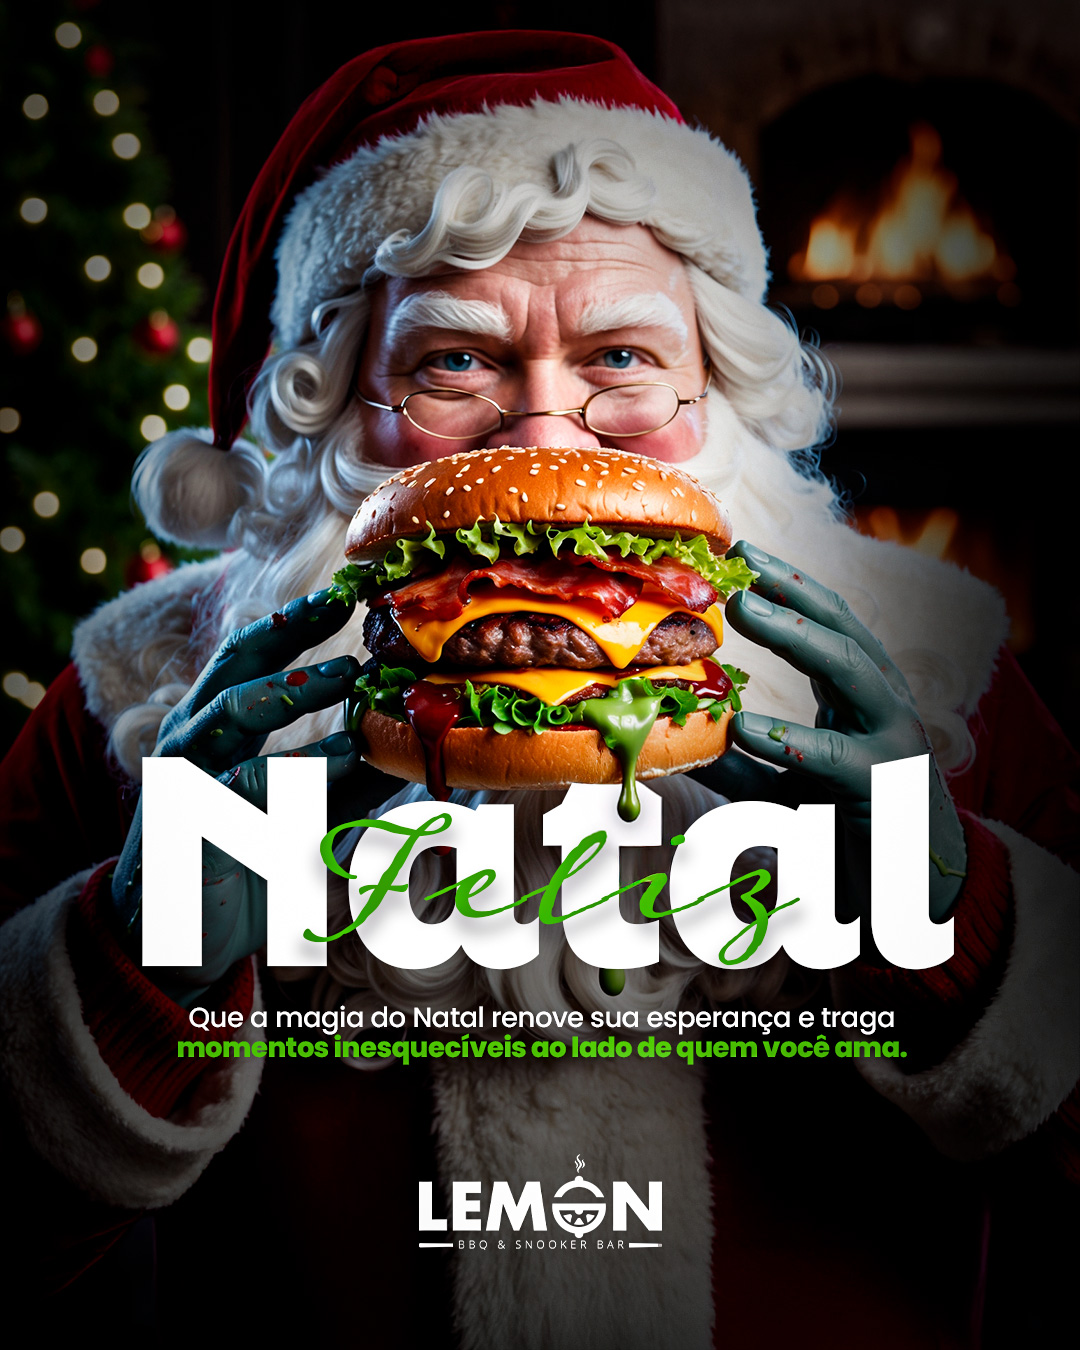 Feliz
Natal
Que a magia do Natal renove sua esperança e traga
momentos inesquecíveis ao lado de quem você ama.
LEMON
BBQ & SNOOKER BAR